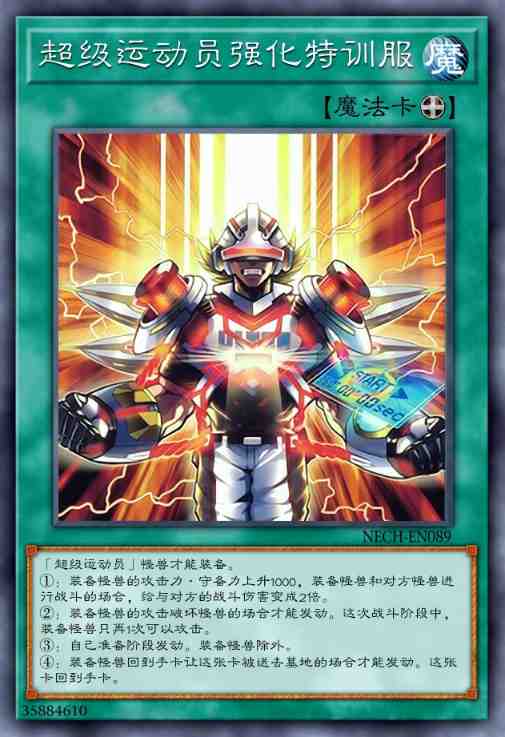 超级运动员强化特训服 魔
【魔法卡】
START
00:00:00sec
NECH-EN089
「超级运动员」怪兽才能装备。
①：装备怪兽的攻击力・守备力上升1000，装备怪兽和对方怪兽进
行战斗的场合，给与对方的战斗伤害变成2倍。
②：装备怪兽的攻击破坏怪兽的场合才能发动。这次战斗阶段中，
装备怪兽只再1次可以攻击。
③：自己准备阶段发动。装备怪兽除外。
④：装备怪兽回到手卡让这张卡被送去墓地的场合才能发动。这张
卡回到手卡。
35884610